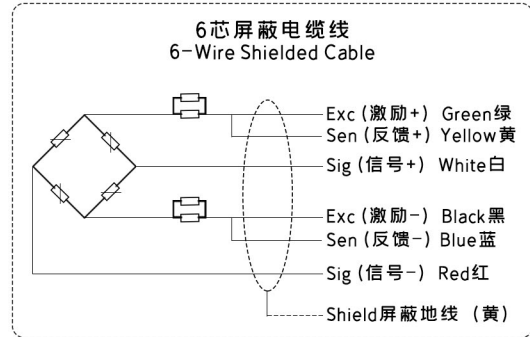 6芯屏蔽电缆线
6-Wire Shielded Cable
Exc (激励+) Green绿
Sen (反馈+) Yellow黄
Sig (信号+) White白
Exc (激励-) Black黑
Sen (反馈-) Blue蓝
Sig (信号-) Red红
Shield屏蔽地线 (黄)